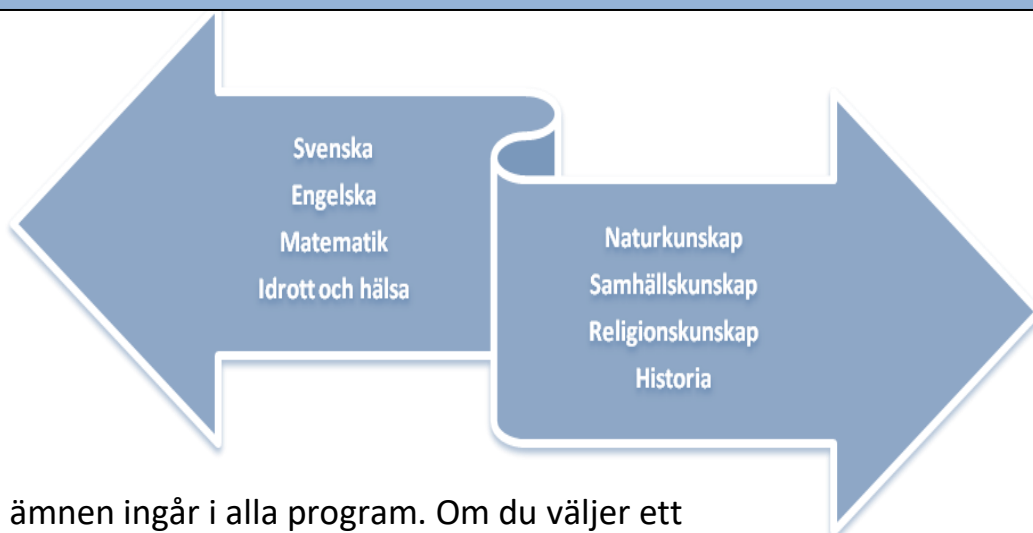 Svenska
Engelska
Matematik
Idrott och hälsa
Naturkunskap
Samhällskunskap
Religionskunskap
Historia
ämnen ingår i alla program. Om du väljer ett